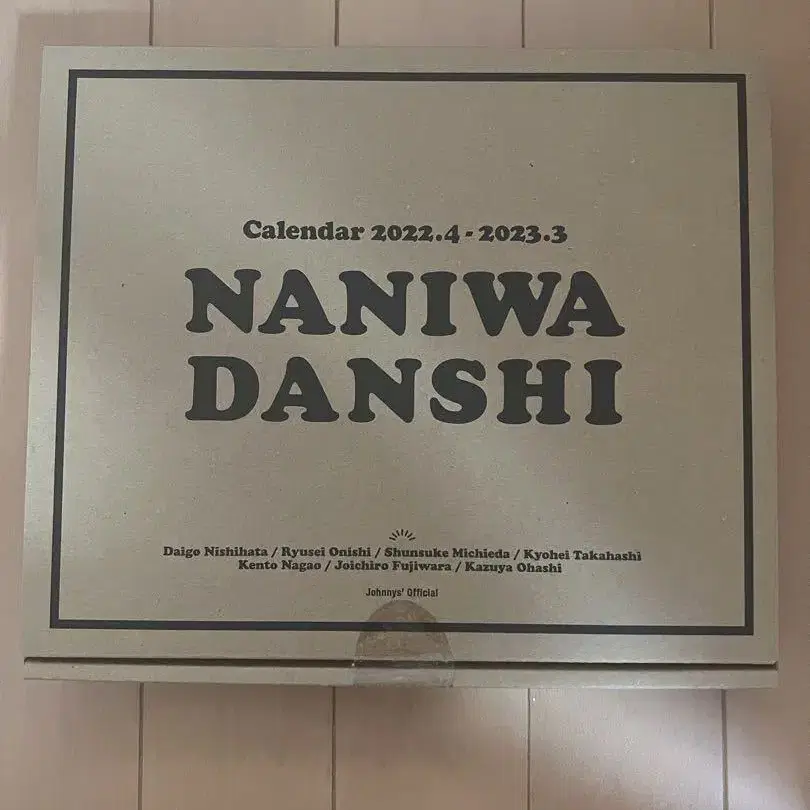 Calendar 2022.4-2023.3
NANIWA
DANSHI
Daigo Nishihata / Ryusei Onishi / Shunsuke Michieda / Kyohei Takahashi
Kento Nagao / Joichiro Fujiwara / Kazuya Ohashi
Johnnys' Official